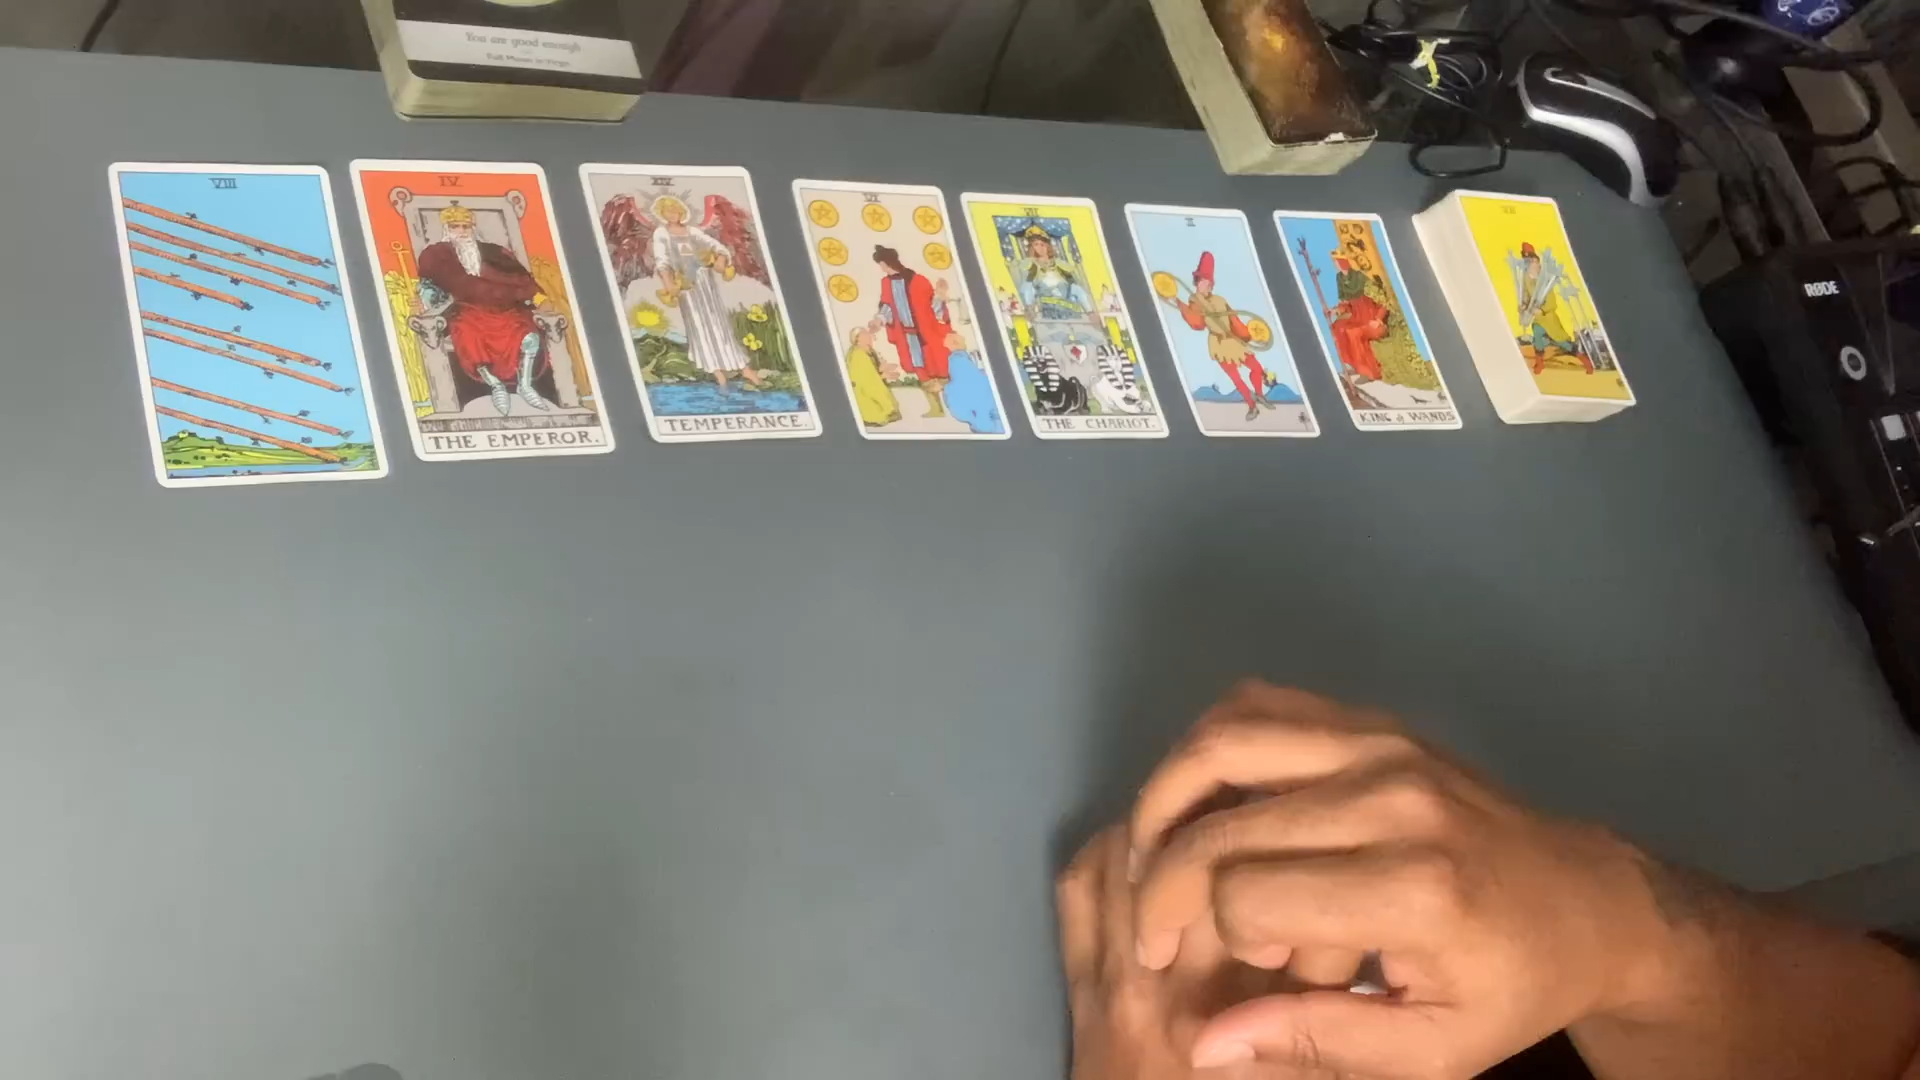 You are good enough
Full Moon in Virgo
VIII
IV
THE EMPEROR.
XIV
TEMPERANCE.
VI
VII
THE CHARIOT.
II
KING of WANDS
VII
RØDE